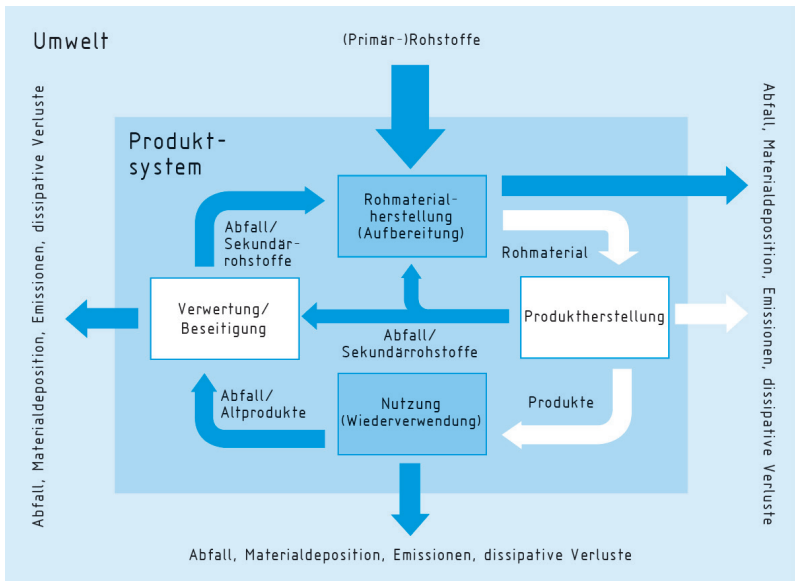 Umwelt
(Primär-)Rohstoffe
Abfall, Materialdeposition, Emissionen, dissipative Verluste
Produkt-
system
Abfall/
Sekundär-
rohstoffe
Rohmaterial-
herstellung
(Aufbereitung)
Rohmaterial
Verwertung/
Beseitigung
Abfall/
Sekundärrohstoffe
Produktherstellung
Abfall/
Altprodukte
Nutzung
(Wiederverwendung)
Produkte
Abfall, Materialdeposition, Emissionen, dissipative Verluste
Abfall, Materialdeposition, Emissionen, dissipative Verluste